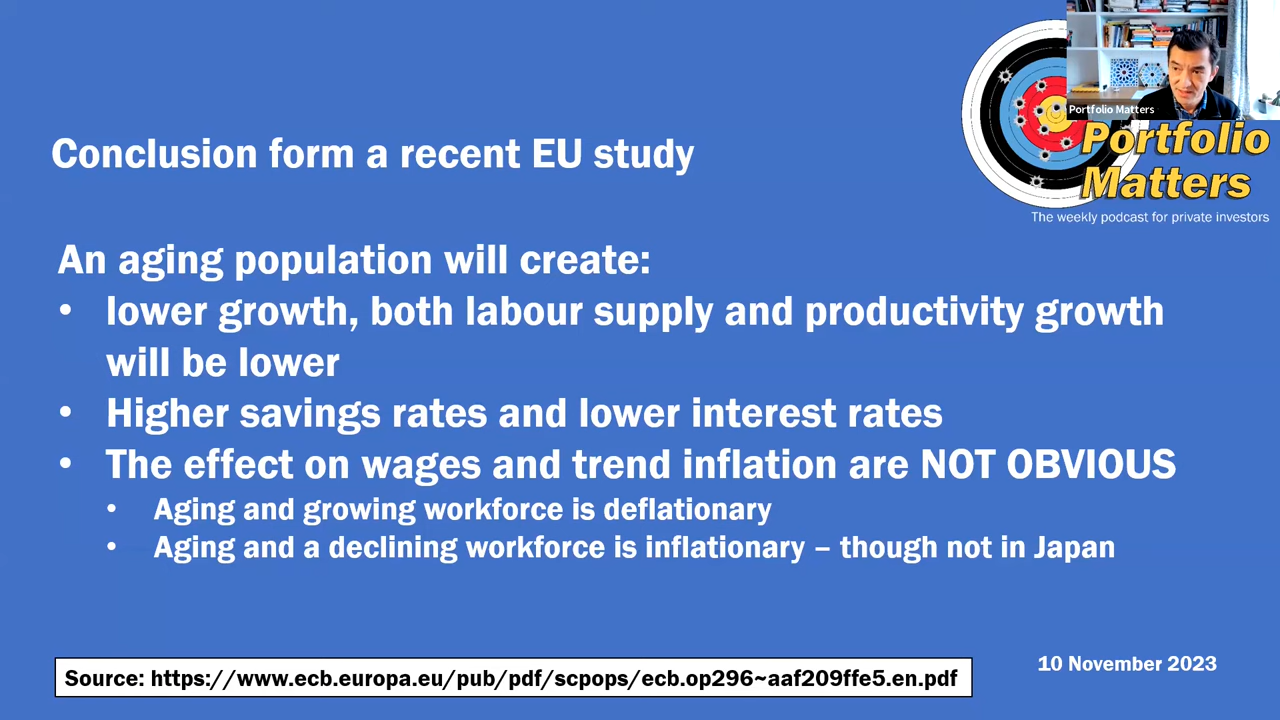 Portfolio Matters
Portfolio
Matters
The weekly podcast for private investors
Conclusion form a recent EU study
An aging population will create:
• lower growth, both labour supply and productivity growth
will be lower
• Higher savings rates and lower interest rates
• The effect on wages and trend inflation are NOT OBVIOUS
• Aging and growing workforce is deflationary
• Aging and a declining workforce is inflationary – though not in Japan
Source: https://www.ecb.europa.eu/pub/pdf/scpops/ecb.op296~aaf209ffe5.en.pdf
10 November 2023